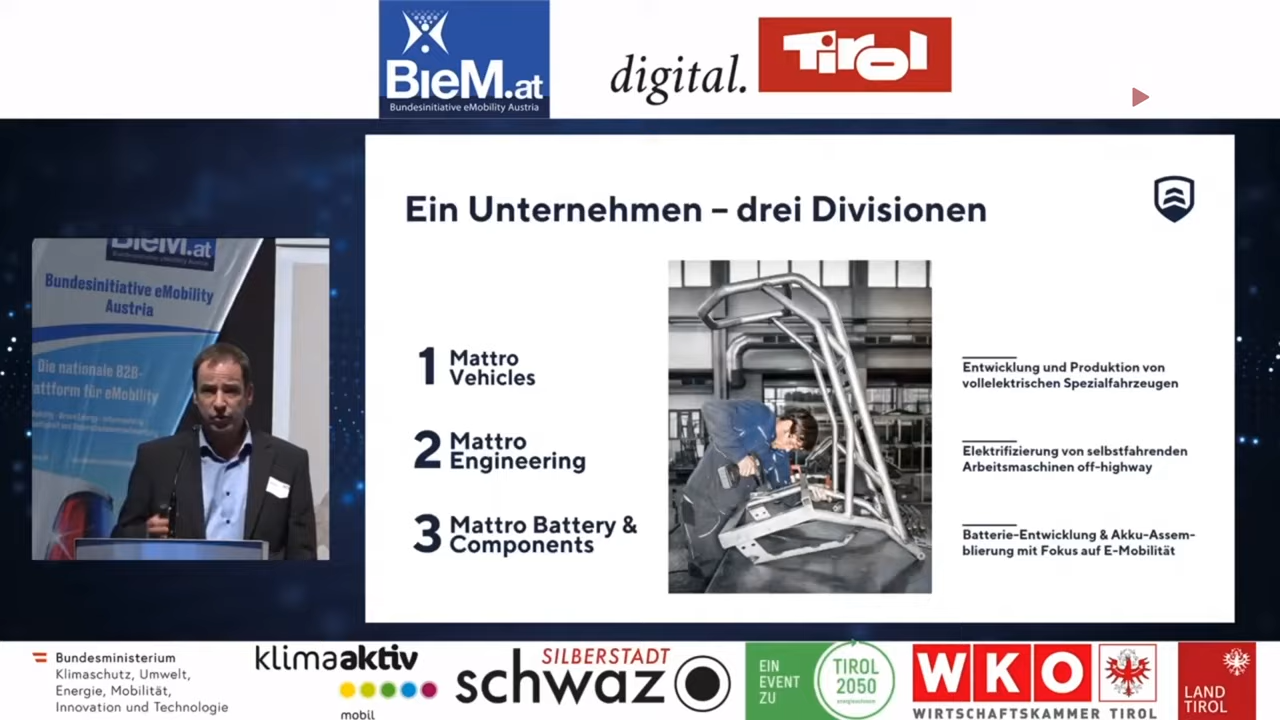 BieM.at
Bundesinitiative eMobility Austria
digital.
Tirol
Ein Unternehmen – drei Divisionen
1 Mattro
Vehicles
Entwicklung und Produktion von
vollelektrischen Spezialfahrzeugen
2 Mattro
Engineering
Elektrifizierung von selbstfahrenden
Arbeitsmaschinen off-highway
3 Mattro Battery &
Components
Batterie-Entwicklung & Akku-Assem-
blierung mit Fokus auf E-Mobilität
BieM.at
Bundesinitiative eMobility
Austria
Die nationale B2B-
attform für eMobility
Bundesministerium
Klimaschutz, Umwelt,
Energie, Mobilität,
Innovation und Technologie
klimaaktiv
mobil
SILBERSTADT
schwaz
EIN
EVENT
ZU
TIROL
2050
WKO
WIRTSCHAFTSKAMMER TIROL
LAND
TIROL